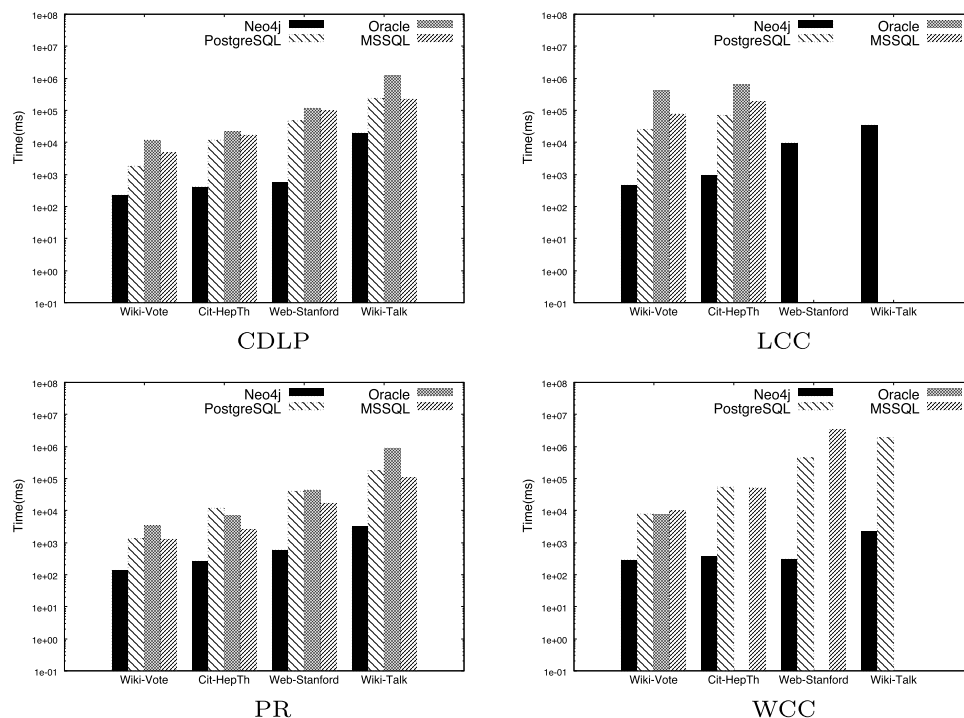 1e+08
1e+07
1e+06
1e+05
1e+04
1e+03
1e+02
1e+01
1e+00
1e-01
Time(ms)
Neo4j Oracle
PostgreSQL MSSQL
Wiki-Vote Cit-HepTh Web-Stanford Wiki-Talk
CDLP
1e+08
1e+07
1e+06
1e+05
1e+04
1e+03
1e+02
1e+01
1e+00
1e-01
Time(ms)
Neo4j Oracle
PostgreSQL MSSQL
Wiki-Vote Cit-HepTh Web-Stanford Wiki-Talk
LCC
1e+08
1e+07
1e+06
1e+05
1e+04
1e+03
1e+02
1e+01
1e+00
1e-01
Time(ms)
Neo4j Oracle
PostgreSQL MSSQL
Wiki-Vote Cit-HepTh Web-Stanford Wiki-Talk
PR
1e+08
1e+07
1e+06
1e+05
1e+04
1e+03
1e+02
1e+01
1e+00
1e-01
Time(ms)
Neo4j Oracle
PostgreSQL MSSQL
Wiki-Vote Cit-HepTh Web-Stanford Wiki-Talk
WCC